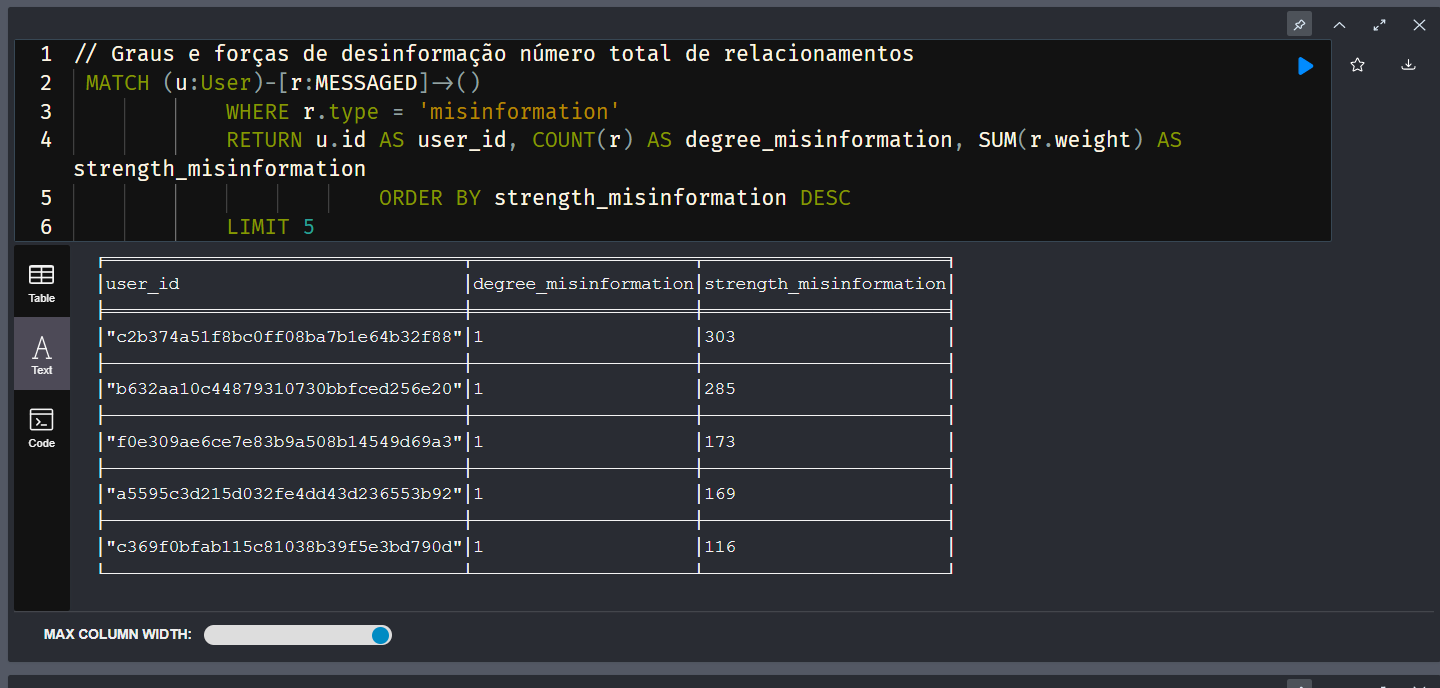 1 // Graus e forças de desinformação número total de relacionamentos
2 MATCH (u:User)-[r:MESSAGED]->()
3 WHERE r.type = 'misinformation'
4 RETURN u.id AS user_id, COUNT(r) AS degree_misinformation, SUM(r.weight) AS
strength_misinformation
5 ORDER BY strength_misinformation DESC
6 LIMIT 5
Table
Text
Code
user_id |degree_misinformation|strength_misinformation
"c2b374a51f8bc0ff08ba7b1e64b32f88"|1 |303
"b632aa10c44879310730bbfced256e20"|1 |285
"f0e309ae6ce7e83b9a508b14549d69a3"|1 |173
"a5595c3d215d032fe4dd43d236553b92"|1 |169
"c369f0bfab115c81038b39f5e3bd790d"|1 |116
MAX COLUMN WIDTH: